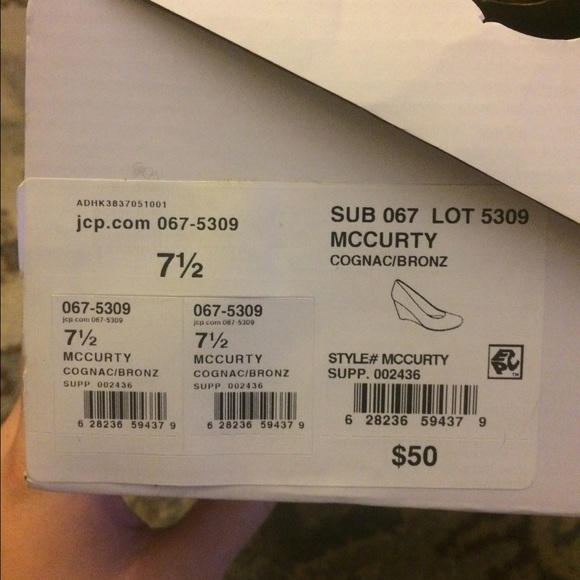 ADHK3837051001
jcp.com 067-5309
7½
SUB 067 LOT 5309
MCCURTY
COGNAC/BRONZ
067-5309
jcp.com 067-5309
7½
MCCURTY
COGNAC/BRONZ
SUPP 002436
6 28236 59437 9
067-5309
jcp.com 067-5309
7½
MCCURTY
COGNAC/BRONZ
SUPP 002436
6 28236 59437 9
STYLE# MCCURTY
SUPP. 002436
6 28236 59437 9
$50